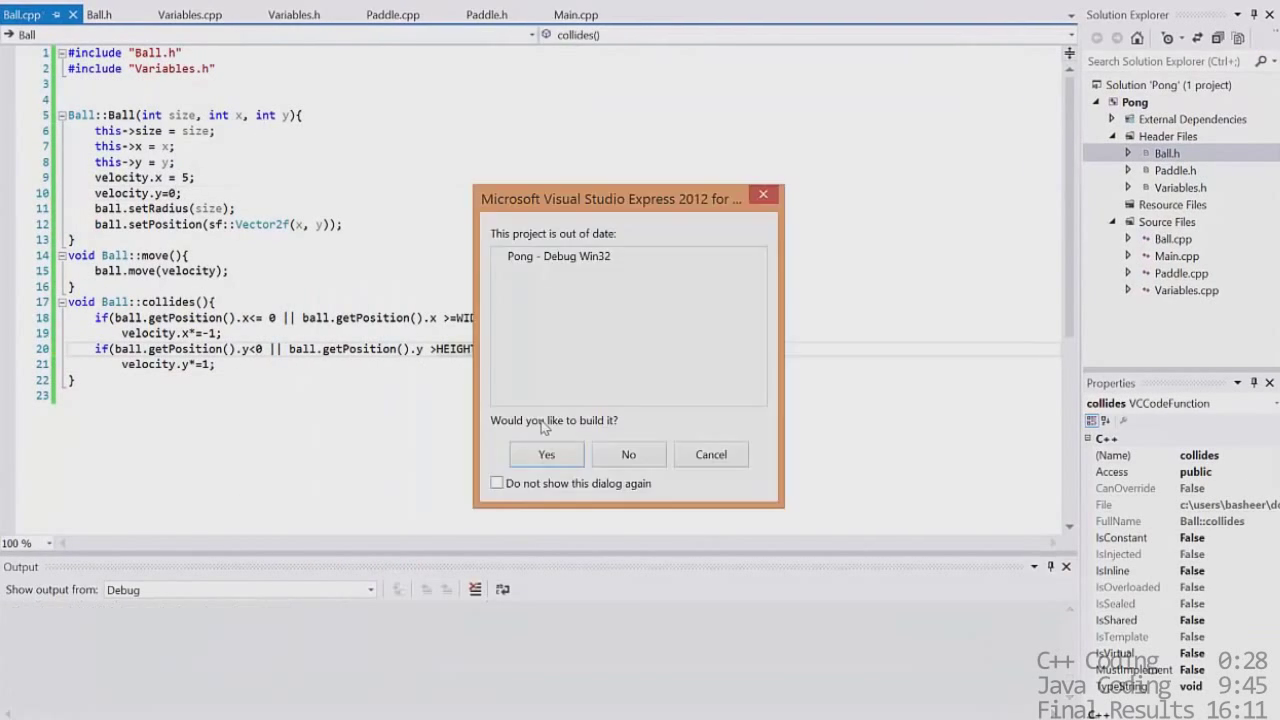 Ball.cpp
Ball.h
Variables.cpp
Variables.h
Paddle.cpp
Paddle.h
Main.cpp
Ball
collides()
1 #include "Ball.h"
2 #include "Variables.h"
3
4
5 Ball::Ball(int size, int x, int y){
6 this->size = size;
7 this->x = x;
8 this->y = y;
9 velocity.x = 5;
10 velocity.y=0;
11 ball.setRadius(size);
12 ball.setPosition(sf::Vector2f(x, y));
13 }
14 void Ball::move(){
15 ball.move(velocity);
16 }
17 void Ball::collides(){
18 if(ball.getPosition().x<= 0 || ball.getPosition().x >=WID
19 velocity.x*=-1;
20 if(ball.getPosition().y<0 || ball.getPosition().y >HEIGHT
21 velocity.y*=1;
22 }
23
100 %
Microsoft Visual Studio Express 2012 for ...
This project is out of date:
Pong - Debug Win32
Would you like to build it?
Yes
No
Cancel
Do not show this dialog again
Output
Show output from: Debug
Solution Explorer
Search Solution Explorer (Ctrl+;)
Solution 'Pong' (1 project)
Pong
External Dependencies
Header Files
Ball.h
Paddle.h
Variables.h
Resource Files
Source Files
Ball.cpp
Main.cpp
Paddle.cpp
Variables.cpp
Properties
collides VCCodeFunction
C++
(Name) collides
Access public
CanOverride False
File c:\users\basheer\do
FullName Ball::collides
IsConstant False
IsInjected False
IsInline False
IsOverloaded False
IsSealed False
IsShared False
IsTemplate False
IsVirtual False
MustImplement False
TypeString void
C++
C++ Coding 0:28
Java Coding 9:45
Final Results 16:11